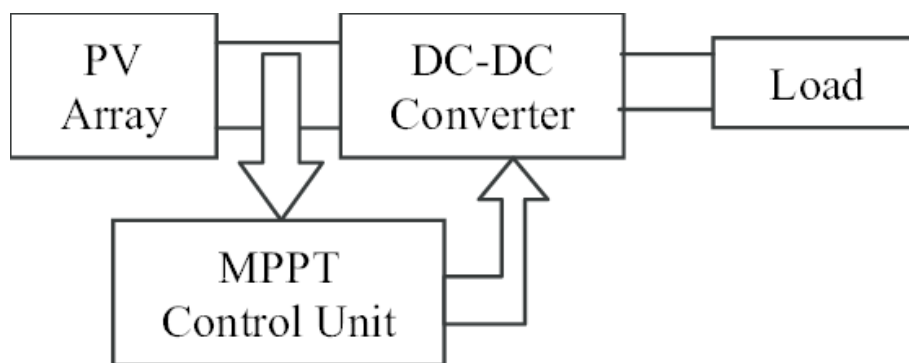 PV
Array
DC-DC
Converter
Load
MPPT
Control Unit